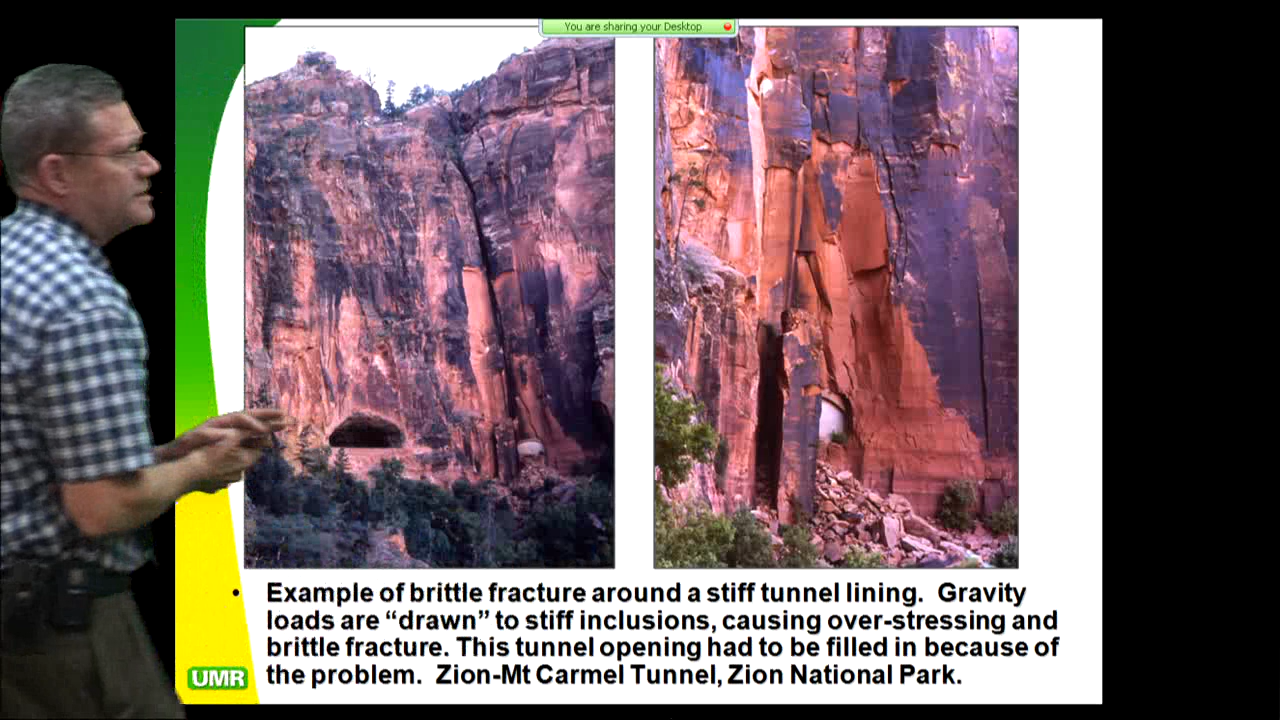 You are sharing your Desktop
• Example of brittle fracture around a stiff tunnel lining. Gravity
loads are “drawn” to stiff inclusions, causing over-stressing and
brittle fracture. This tunnel opening had to be filled in because of
the problem. Zion-Mt Carmel Tunnel, Zion National Park.
UMR